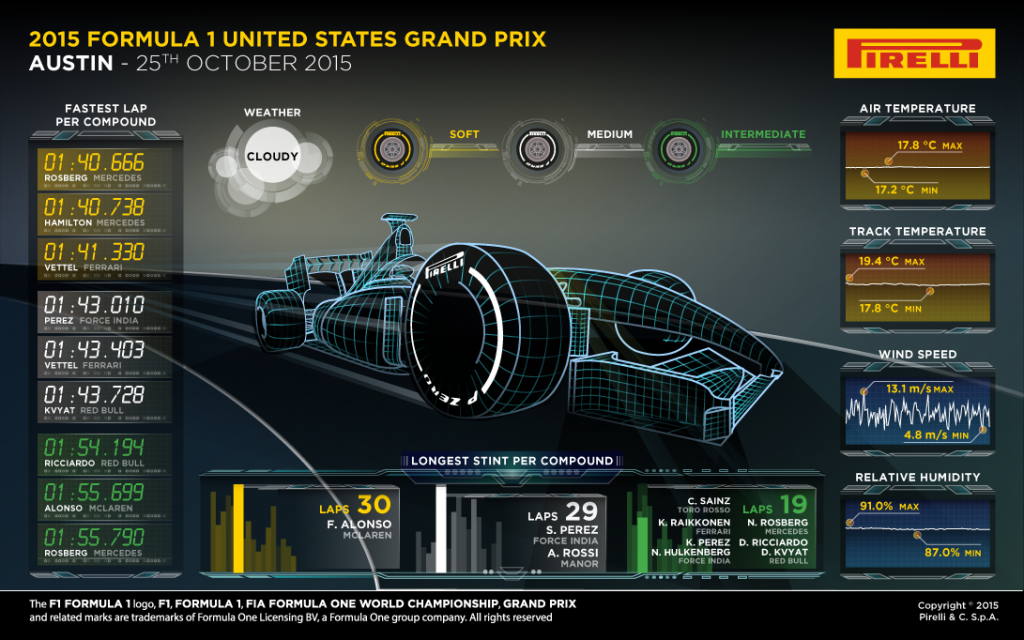 2015 FORMULA 1 UNITED STATES GRAND PRIX
AUSTIN - 25TH OCTOBER 2015
PIRELLI
FASTEST LAP
PER COMPOUND
01:40.666
ROSBERG MERCEDES
01:40.738
HAMILTON MERCEDES
01:41.330
VETTEL FERRARI
01:43.010
PEREZ FORCE INDIA
01:43.403
VETTEL FERRARI
01:43.728
KVYAT RED BULL
01:54.194
RICCIARDO RED BULL
01:55.699
ALONSO MCLAREN
01:55.790
ROSBERG MERCEDES
WEATHER
CLOUDY
SOFT
MEDIUM
INTERMEDIATE
PIRELLI
P ZERO
AIR TEMPERATURE
17.8 °C MAX
17.2 °C MIN
TRACK TEMPERATURE
19.4 °C MAX
17.8 °C MIN
WIND SPEED
13.1 m/s MAX
4.8 m/s MIN
RELATIVE HUMIDITY
91.0% MAX
87.0% MIN
LONGEST STINT PER COMPOUND
LAPS 30
F. ALONSO
MCLAREN
LAPS 29
S. PEREZ
FORCE INDIA
A. ROSSI
MANOR
LAPS 19
C. SAINZ
TORO ROSSO
K. RAIKKONEN
FERRARI
K. PEREZ
N. HULKENBERG
FORCE INDIA
N. ROSBERG
MERCEDES
D. RICCIARDO
D. KVYAT
RED BULL
The F1 FORMULA 1 logo, F1, FORMULA 1, FIA FORMULA ONE WORLD CHAMPIONSHIP, GRAND PRIX
and related marks are trademarks of Formula One Licensing BV, a Formula One group company. All rights reserved
Copyright © 2015
Pirelli & C. S.p.A.